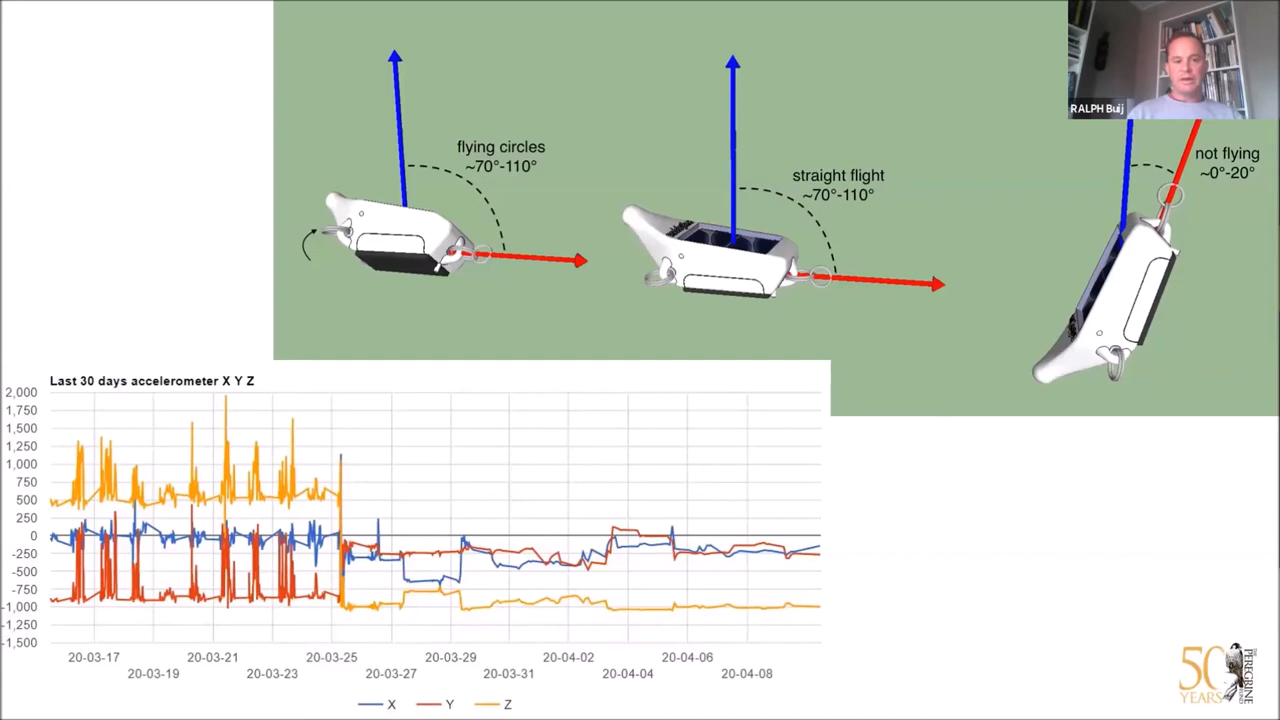 RALPH Buij
flying circles
~70°-110°
straight flight
~70°-110°
not flying
~0°-20°
Last 30 days accelerometer X Y Z
2,000
1,750
1,500
1,250
1,000
750
500
250
0
-250
-500
-750
-1,000
-1,250
-1,500
20-03-17
20-03-21
20-03-25
20-03-29
20-04-02
20-04-06
20-03-19
20-03-23
20-03-27
20-03-31
20-04-04
20-04-08
X
Y
Z
50
YEARS
THE
PEREGRINE
FUND